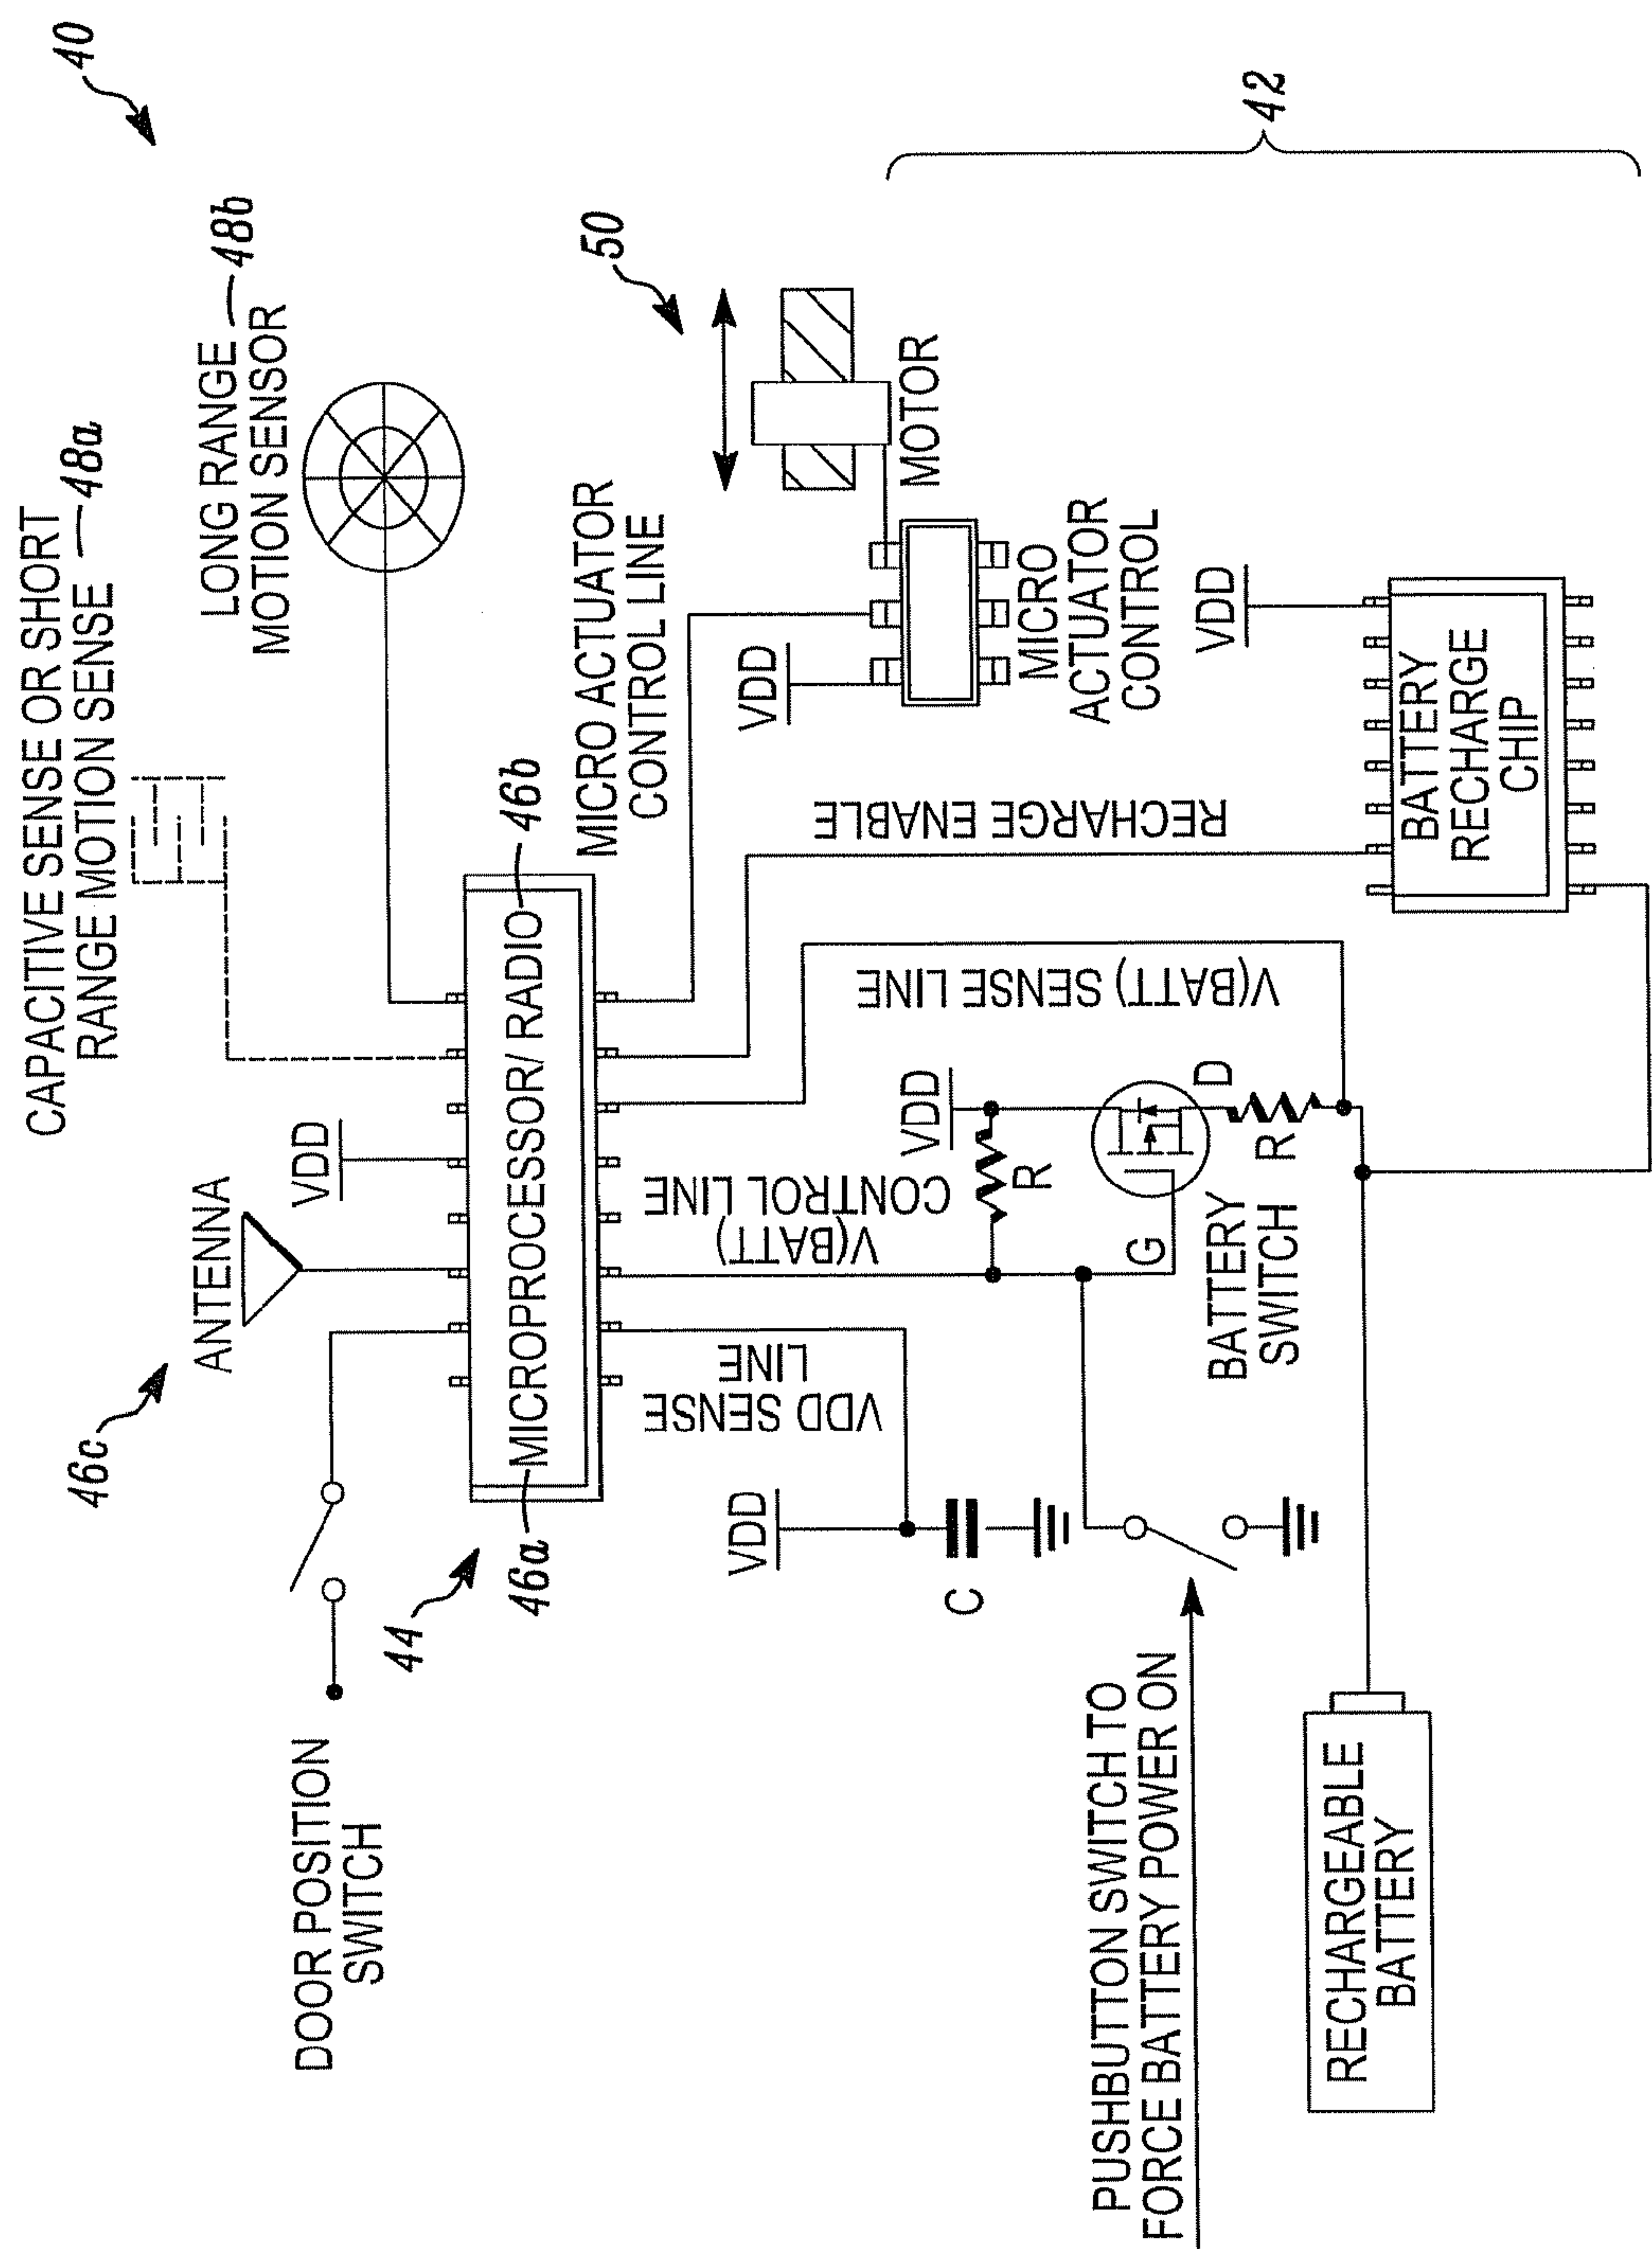 40
CAPACITIVE SENSE OR SHORT
RANGE MOTION SENSE
48a
LONG RANGE
MOTION SENSOR
48b
46c
ANTENNA
VDD
DOOR POSITION
SWITCH
44
46a
MICROPROCESSOR/ RADIO
46b
MICRO ACTUATOR
CONTROL LINE
50
MOTOR
VDD
MICRO
ACTUATOR
CONTROL
VDD
VDD SENSE
LINE
C
V(BATT)
CONTROL LINE
VDD
R
G
D
R
BATTERY
SWITCH
V(BATT) SENSE LINE
RECHARGE ENABLE
VDD
BATTERY
RECHARGE
CHIP
42
PUSHBUTTON SWITCH TO
FORCE BATTERY POWER ON
RECHARGEABLE
BATTERY